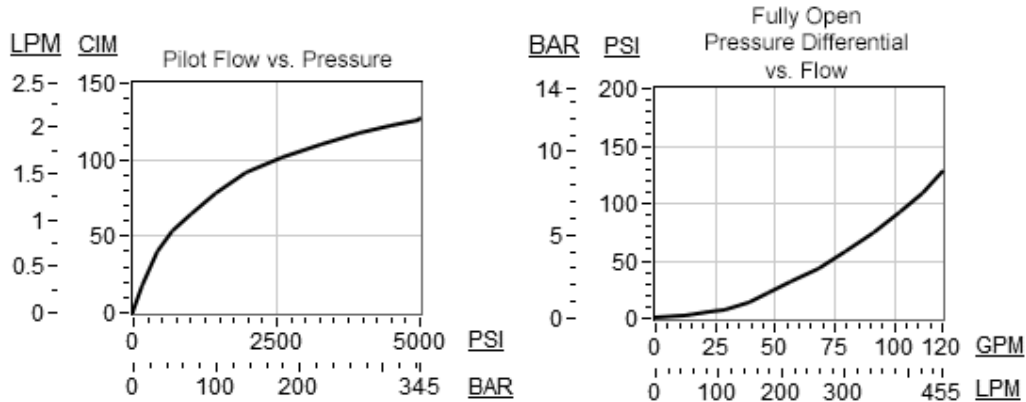 LPM CIM Pilot Flow vs. Pressure
2.5 150
2
100
1.5
1
50
0.5
0 0
0 2500 5000 PSI
0 100 200 345 BAR
Fully Open
Pressure Differential
vs. Flow
BAR PSI
14 200
150
10
100
5
50
0 0
0 25 50 75 100 120 GPM
0 100 200 300 455 LPM